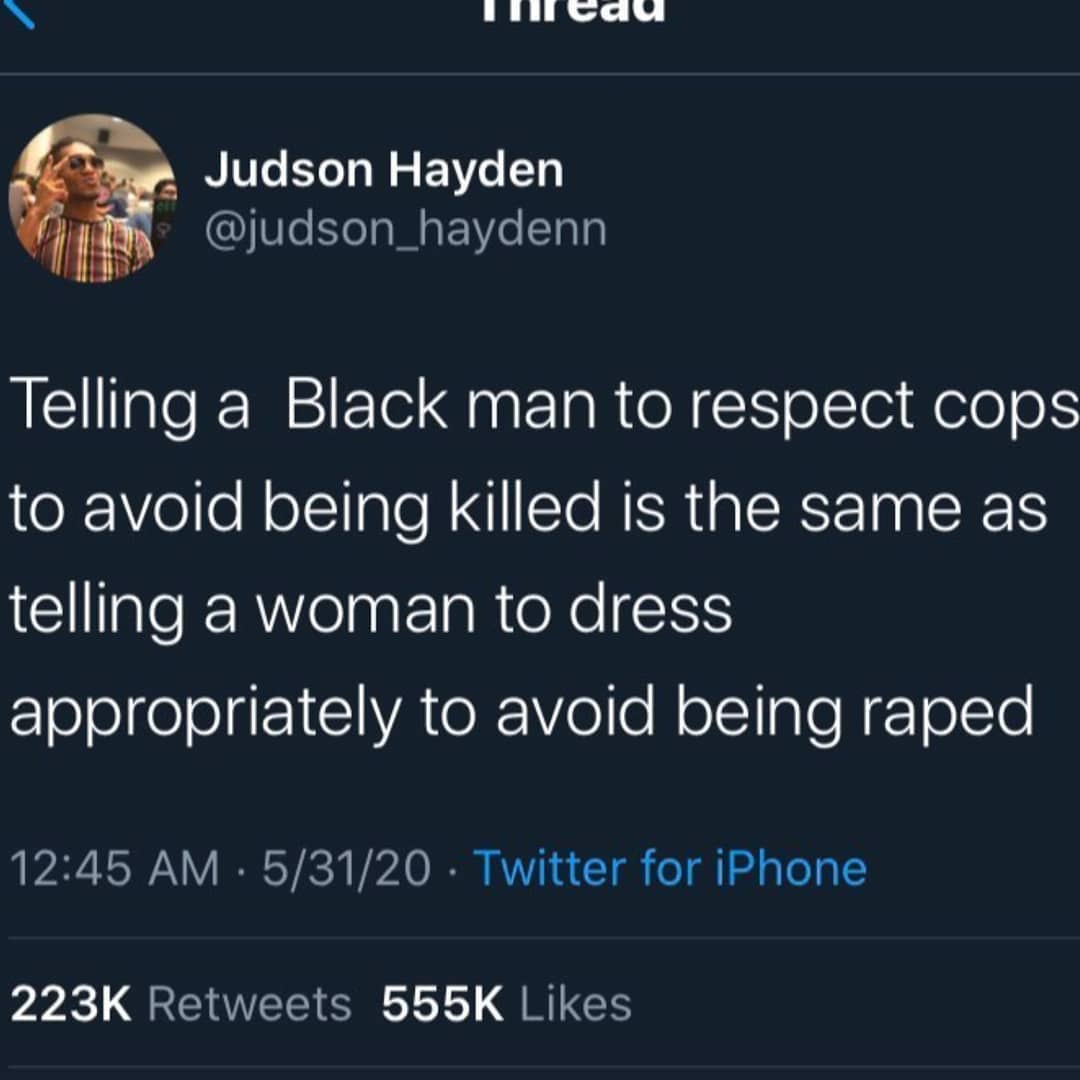 Thread
Judson Hayden
@judson_haydenn
Telling a Black man to respect cops
to avoid being killed is the same as
telling a woman to dress
appropriately to avoid being raped
12:45 AM · 5/31/20 · Twitter for iPhone
223K Retweets 555K Likes